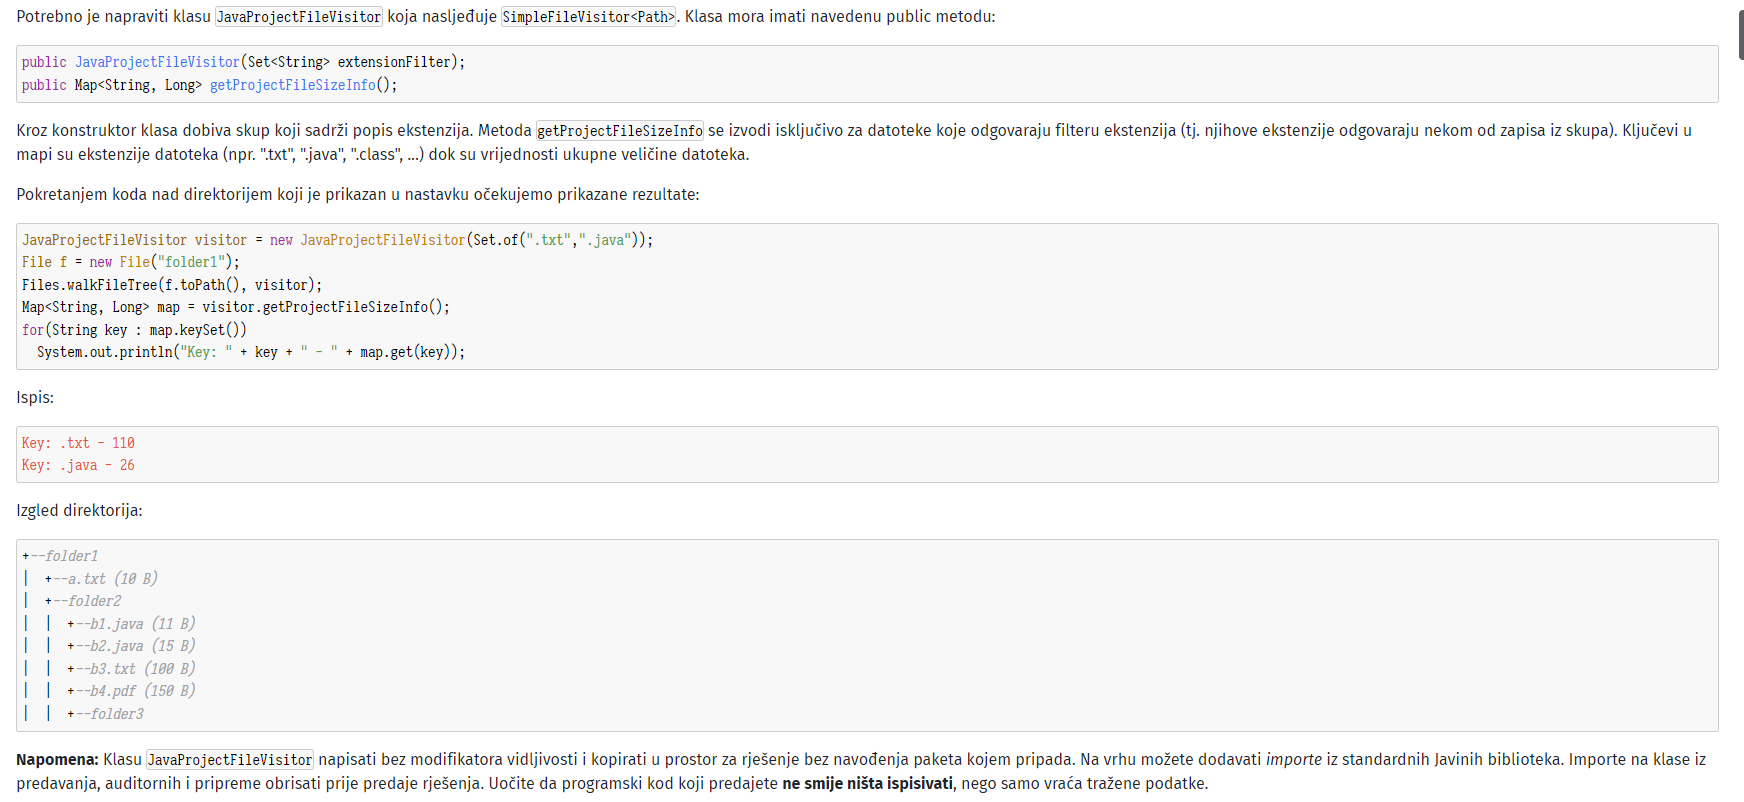 Potrebno je napraviti klasu JavaProjectFileVisitor koja nasljeđuje SimpleFileVisitor<Path>. Klasa mora imati navedenu public metodu:
public JavaProjectFileVisitor(Set<String> extensionFilter);
public Map<String, Long> getProjectFileSizeInfo();
Kroz konstruktor klasa dobiva skup koji sadrži popis ekstenzija. Metoda getProjectFileSizeInfo se izvodi isključivo za datoteke koje odgovaraju filteru ekstenzija (tj. njihove ekstenzije odgovaraju nekom od zapisa iz skupa). Ključevi u
mapi su ekstenzije datoteka (npr. ".txt", ".java", ".class", ...) dok su vrijednosti ukupne veličine datoteka.
Pokretanjem koda nad direktorijem koji je prikazan u nastavku očekujemo prikazane rezultate:
JavaProjectFileVisitor visitor = new JavaProjectFileVisitor(Set.of(".txt",".java"));
File f = new File("folder1");
Files.walkFileTree(f.toPath(), visitor);
Map<String, Long> map = visitor.getProjectFileSizeInfo();
for(String key : map.keySet())
  System.out.println("Key: " + key + " - " + map.get(key));
Ispis:
Key: .txt - 110
Key: .java - 26
Izgled direktorija:
+--folder1
|  +--a.txt (10 B)
|  +--folder2
|  |  +--b1.java (11 B)
|  |  +--b2.java (15 B)
|  |  +--b3.txt (100 B)
|  |  +--b4.pdf (150 B)
|  |  +--folder3
Napomena: Klasu JavaProjectFileVisitor napisati bez modifikatora vidljivosti i kopirati u prostor za rješenje bez navođenja paketa kojem pripada. Na vrhu možete dodavati importe iz standardnih Javinih biblioteka. Importe na klase iz
predavanja, auditornih i pripreme obrisati prije predaje rješenja. Uočite da programski kod koji predajete ne smije ništa ispisivati, nego samo vraća tražene podatke.